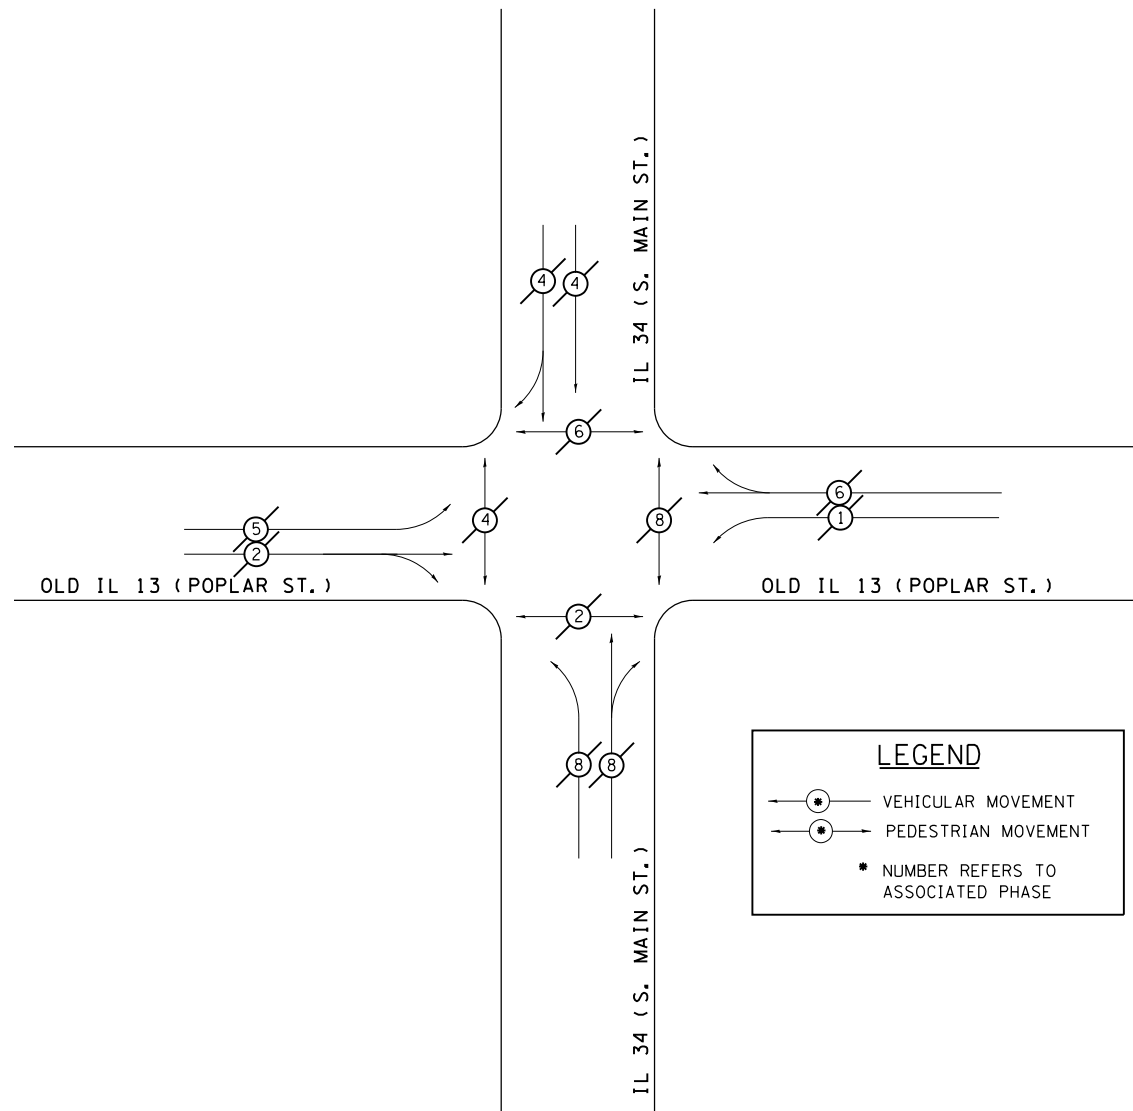 IL 34 (S. MAIN ST.)
4
4
6
6
5
4
8
1
2
OLD IL 13 (POPLAR ST.)
OLD IL 13 (POPLAR ST.)
2
8
8
IL 34 (S. MAIN ST.)
LEGEND
* VEHICULAR MOVEMENT
* PEDESTRIAN MOVEMENT
* NUMBER REFERS TO
ASSOCIATED PHASE